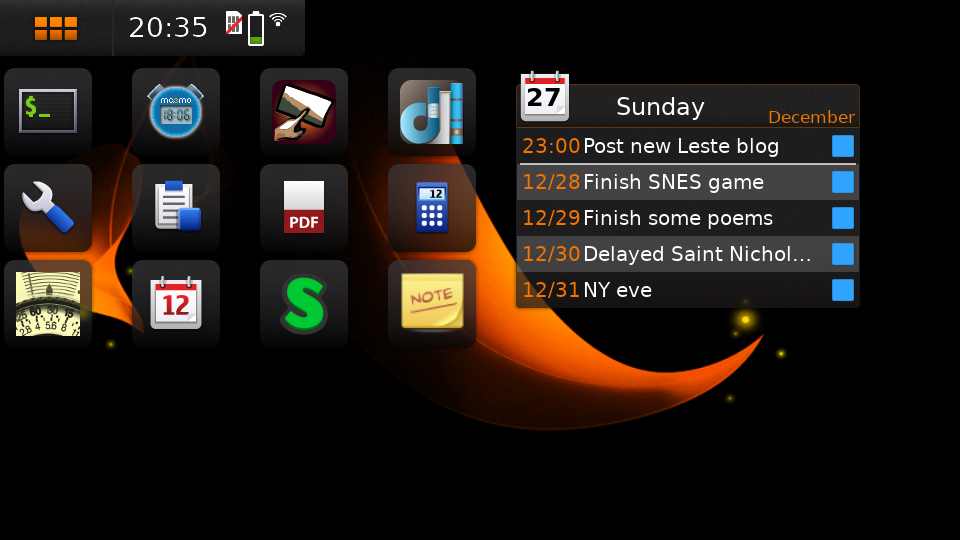 20:35
$_
maemo
18:06
27
Sunday
December
23:00 Post new Leste blog
12/28 Finish SNES game
12/29 Finish some poems
12/30 Delayed Saint Nichol...
12/31 NY eve
PDF
12
12
S
NOTE